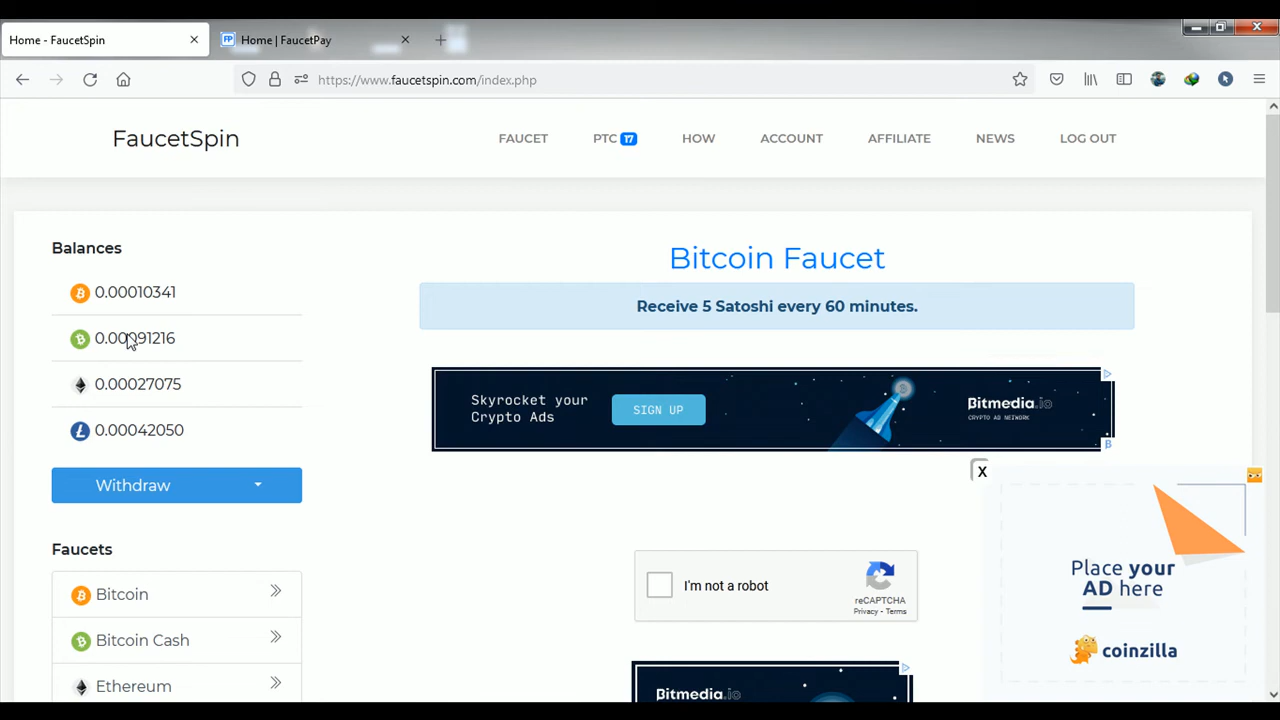 Home - FaucetSpin
FP Home | FaucetPay
https://www.faucetspin.com/index.php
FaucetSpin
FAUCET PTC 17 HOW ACCOUNT AFFILIATE NEWS LOG OUT
Balances
0.00010341
0.00091216
0.00027075
0.00042050
Withdraw
Faucets
Bitcoin
Bitcoin Cash
Ethereum
Bitcoin Faucet
Receive 5 Satoshi every 60 minutes.
Skyrocket your
Crypto Ads
SIGN UP
Bitmedia.io
CRYPTO AD NETWORK
B
X
I'm not a robot
reCAPTCHA
Privacy - Terms
Place your
AD here
coinzilla
Bitmedia.io